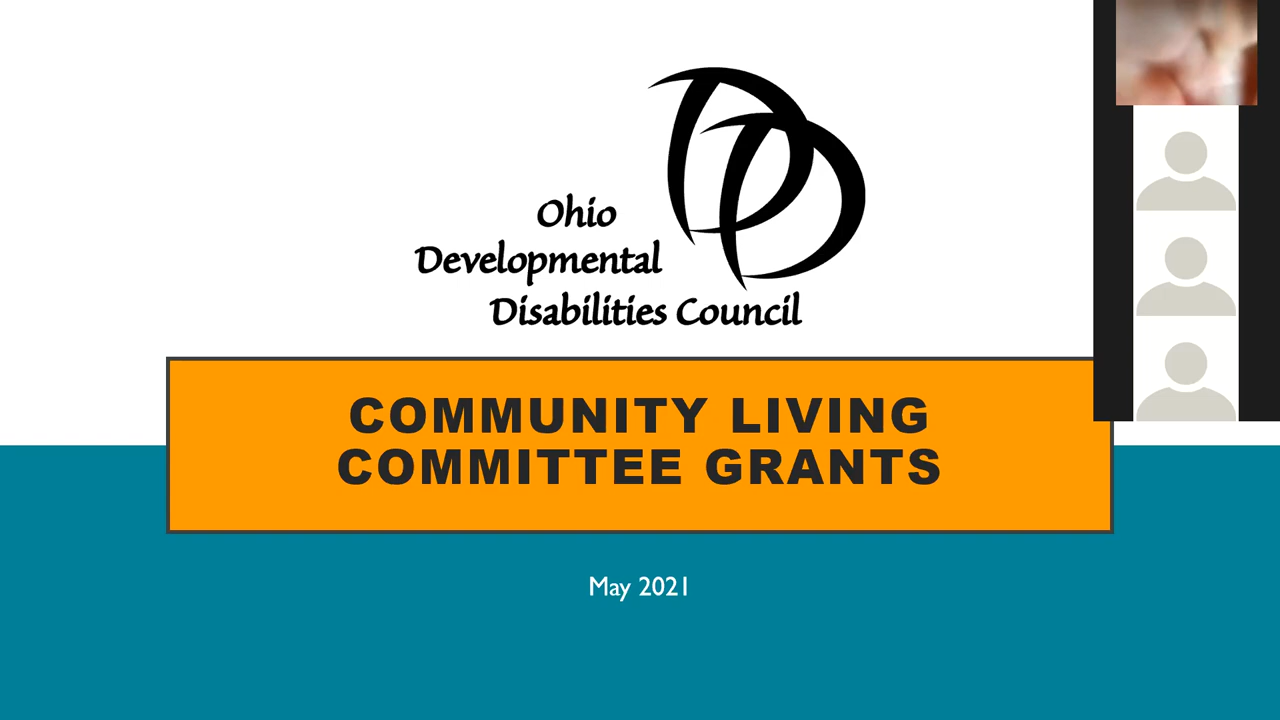 Ohio
Developmental
Disabilities Council
COMMUNITY LIVING
COMMITTEE GRANTS
May 2021